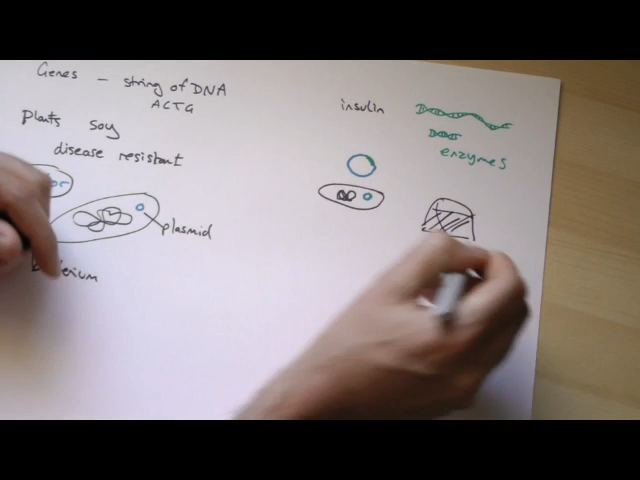 Genes – string of DNA
ACTG
plants soy
disease resistant
plasmid
insulin
enzymes